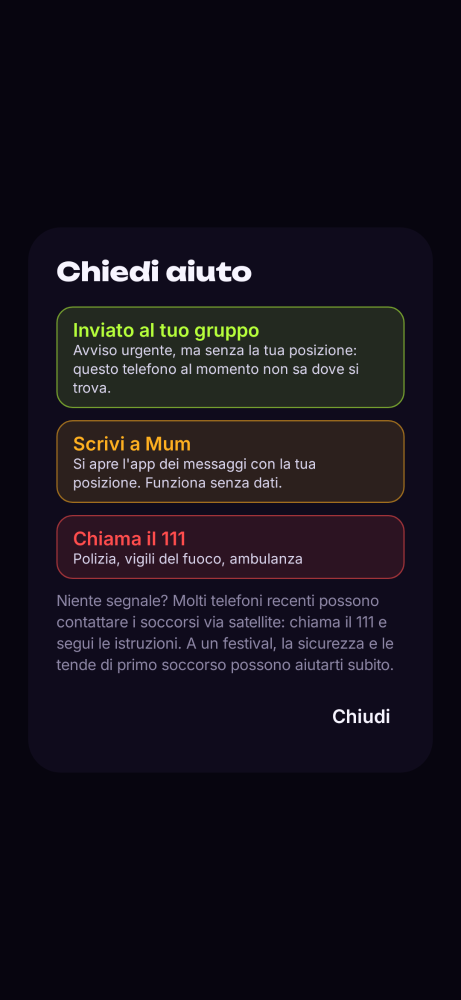 Chiedi aiuto
Inviato al tuo gruppo
Avviso urgente, ma senza la tua posizione:
questo telefono al momento non sa dove si
trova.
Scrivi a Mum
Si apre l'app dei messaggi con la tua
posizione. Funziona senza dati.
Chiama il 111
Polizia, vigili del fuoco, ambulanza
Niente segnale? Molti telefoni recenti possono
contattare i soccorsi via satellite: chiama il 111 e
segui le istruzioni. A un festival, la sicurezza e le
tende di primo soccorso possono aiutarti subito.
Chiudi